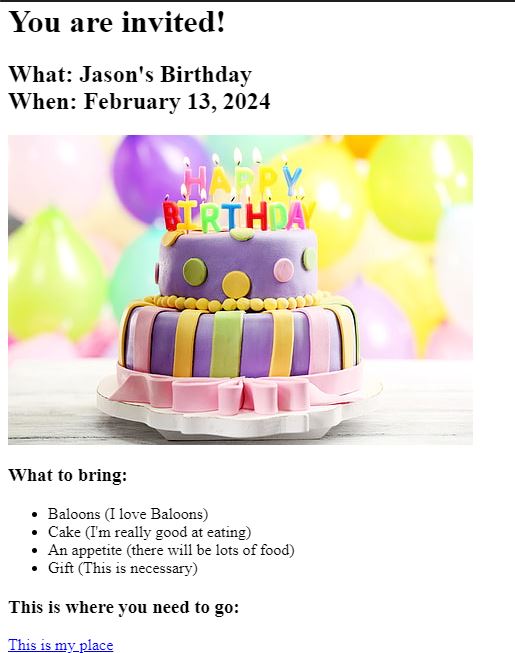 You are invited!
What: Jason's Birthday
When: February 13, 2024
HAPPY
BIRTHDAY
What to bring:
Baloons (I love Baloons)
Cake (I'm really good at eating)
An appetite (there will be lots of food)
Gift (This is necessary)
This is where you need to go:
This is my place